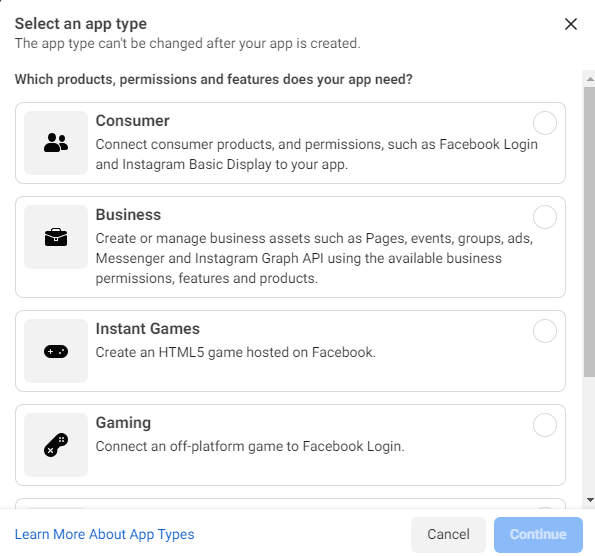 Select an app type
The app type can't be changed after your app is created.
Which products, permissions and features does your app need?
Consumer
Connect consumer products, and permissions, such as Facebook Login
and Instagram Basic Display to your app.
Business
Create or manage business assets such as Pages, events, groups, ads,
Messenger and Instagram Graph API using the available business
permissions, features and products.
Instant Games
Create an HTML5 game hosted on Facebook.
Gaming
Connect an off-platform game to Facebook Login.
Learn More About App Types
Cancel
Continue